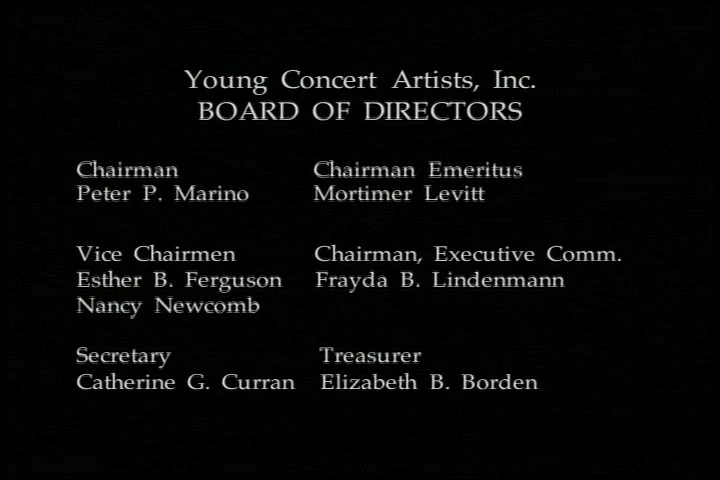 Young Concert Artists, Inc.
BOARD OF DIRECTORS
Chairman
Peter P. Marino
Chairman Emeritus
Mortimer Levitt
Vice Chairmen
Esther B. Ferguson
Nancy Newcomb
Chairman, Executive Comm.
Frayda B. Lindenmann
Secretary
Catherine G. Curran
Treasurer
Elizabeth B. Borden